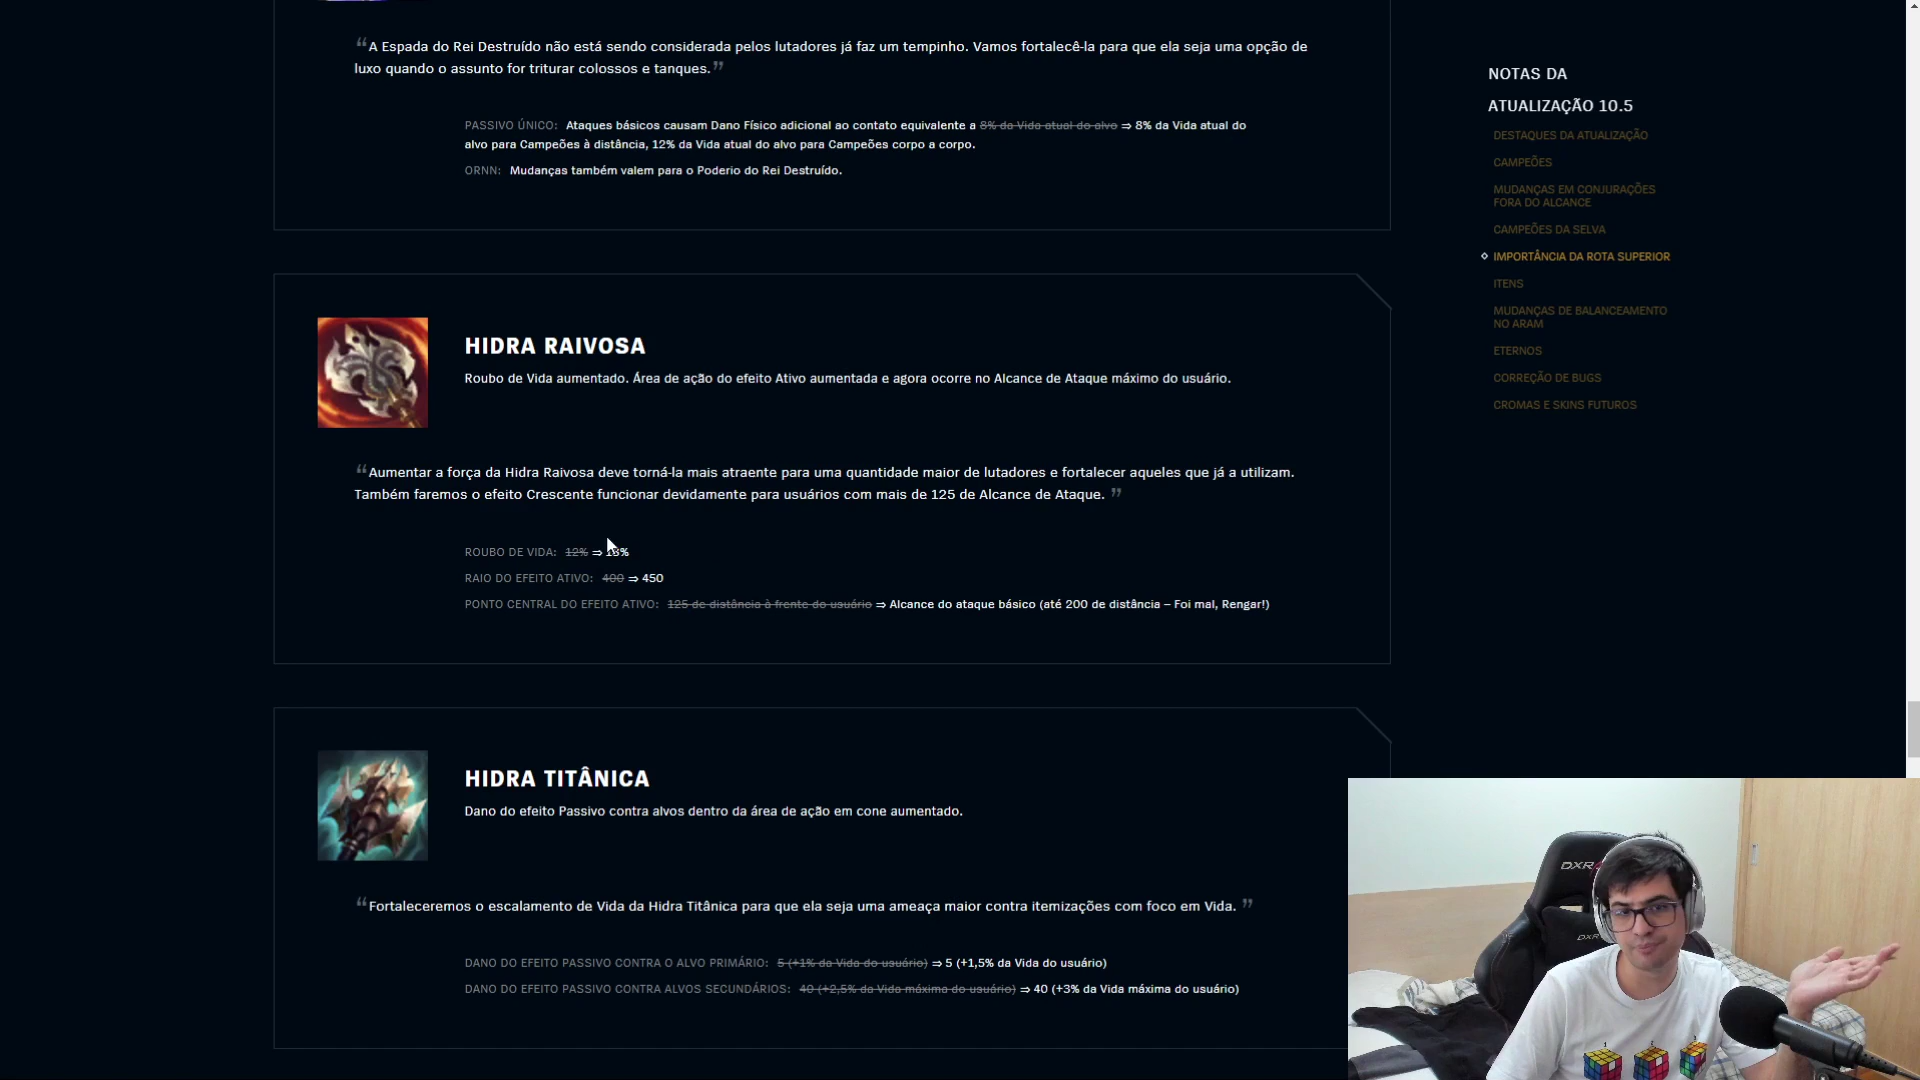 “A Espada do Rei Destruído não está sendo considerada pelos lutadores já faz um tempinho. Vamos fortalecê-la para que ela seja uma opção de
luxo quando o assunto for triturar colossos e tanques.”
PASSIVO ÚNICO: Ataques básicos causam Dano Físico adicional ao contato equivalente a 8% da Vida atual do alvo ⇒ 8% da Vida atual do
alvo para Campeões à distância, 12% da Vida atual do alvo para Campeões corpo a corpo.
ORNN: Mudanças também valem para o Poderio do Rei Destruído.
HIDRA RAIVOSA
Roubo de Vida aumentado. Área de ação do efeito Ativo aumentada e agora ocorre no Alcance de Ataque máximo do usuário.
“Aumentar a força da Hidra Raivosa deve torná-la mais atraente para uma quantidade maior de lutadores e fortalecer aqueles que já a utilizam.
Também faremos o efeito Crescente funcionar devidamente para usuários com mais de 125 de Alcance de Ataque. ”
ROUBO DE VIDA: 12% ⇒
RAIO DO EFEITO ATIVO: 400 ⇒ 450
PONTO CENTRAL DO EFEITO ATIVO: 125 de distância à frente do usuário ⇒ Alcance do ataque básico (até 200 de distância – Foi mal, Rengar!)
HIDRA TITÂNICA
Dano do efeito Passivo contra alvos dentro da área de ação em cone aumentado.
“Fortaleceremos o escalamento de Vida da Hidra Titânica para que ela seja uma ameaça maior contra itemizações com foco em Vida. ”
DANO DO EFEITO PASSIVO CONTRA O ALVO PRIMÁRIO: 5 (+1% da Vida do usuário) ⇒ 5 (+1,5% da Vida do usuário)
DANO DO EFEITO PASSIVO CONTRA ALVOS SECUNDÁRIOS: 40 (+2,5% da Vida máxima do usuário) ⇒ 40 (+3% da Vida máxima do usuário)
NOTAS DA
ATUALIZAÇÃO 10.5
DESTAQUES DA ATUALIZAÇÃO
CAMPEÕES
MUDANÇAS EM CONJURAÇÕES
FORA DO ALCANCE
CAMPEÕES DA SELVA
IMPORTÂNCIA DA ROTA SUPERIOR
ITENS
MUDANÇAS DE BALANCEAMENTO
NO ARAM
ETERNOS
CORREÇÃO DE BUGS
CROMAS E SKINS FUTUROS
DXR
DXR